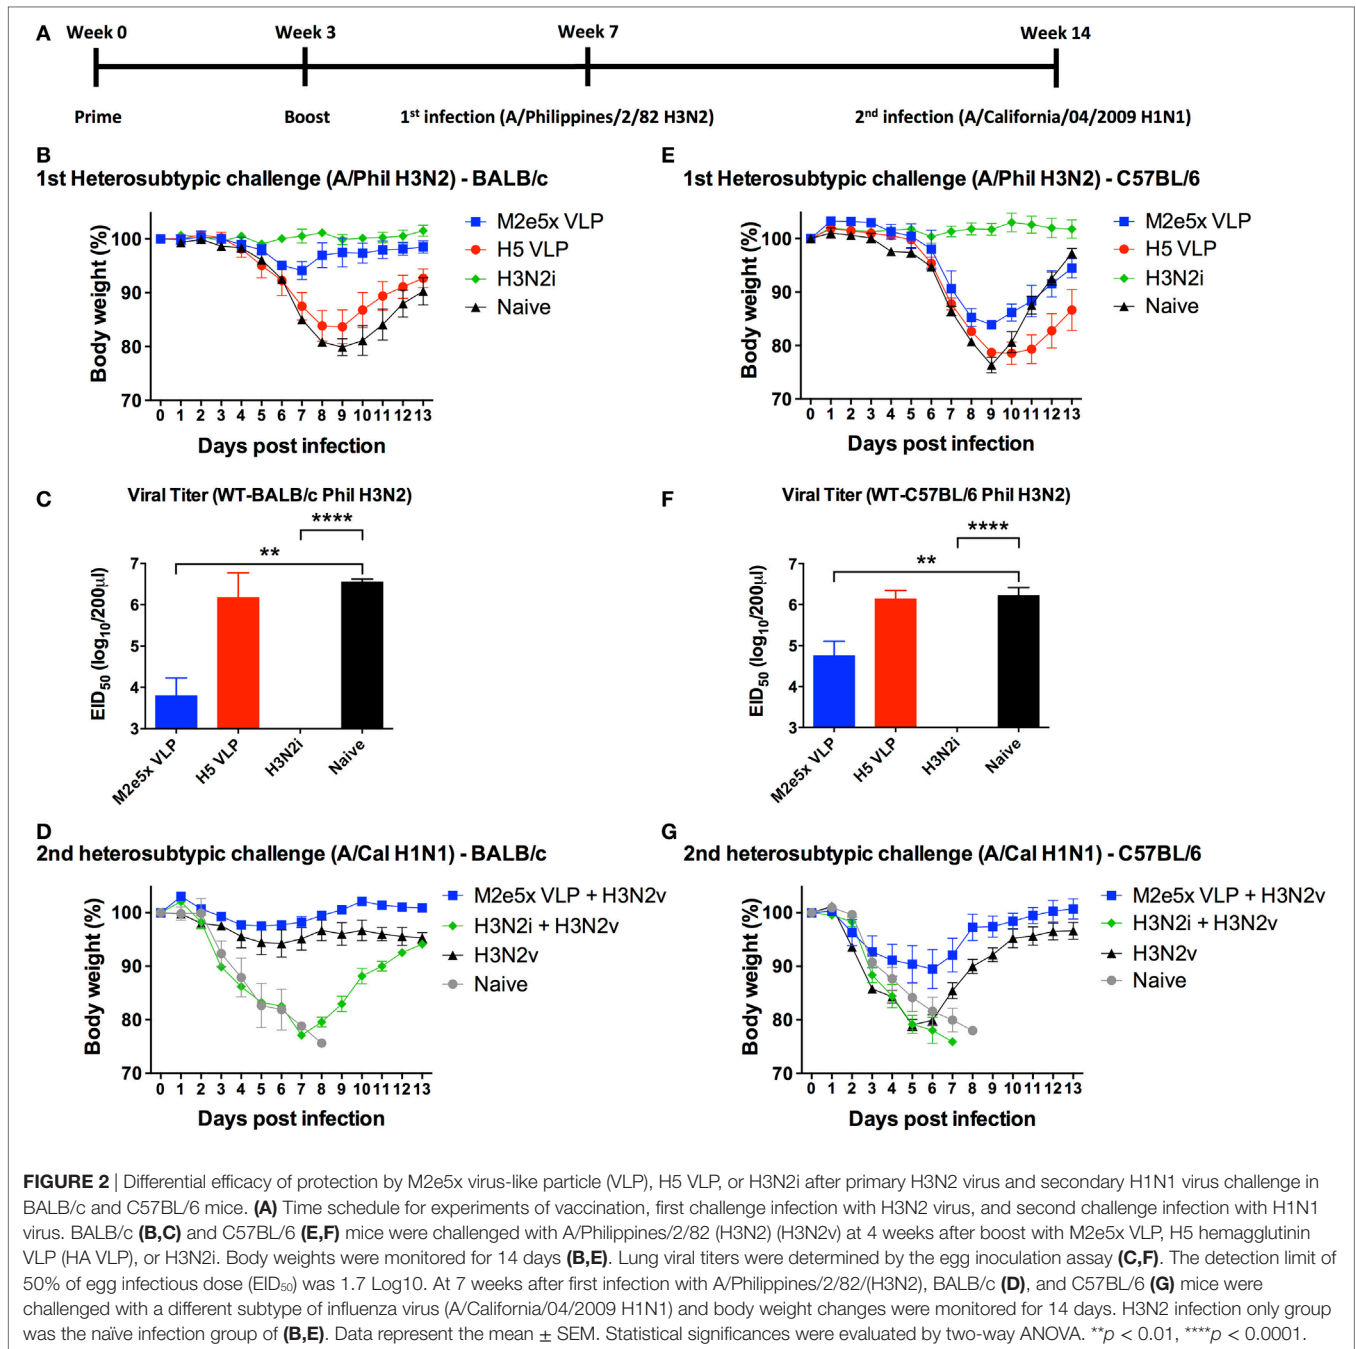 A
Week 0
Week 3
Week 7
Week 14
Prime
Boost
1st infection (A/Philippines/2/82 H3N2)
2nd infection (A/California/04/2009 H1N1)
B
1st Heterosubtypic challenge (A/Phil H3N2) - BALB/c
Body weight (%)
100
90
80
70
0 1 2 3 4 5 6 7 8 9 10 11 12 13
Days post infection
M2e5x VLP
H5 VLP
H3N2i
Naive
E
1st Heterosubtypic challenge (A/Phil H3N2) - C57BL/6
Body weight (%)
100
90
80
70
0 1 2 3 4 5 6 7 8 9 10 11 12 13
Days post infection
M2e5x VLP
H5 VLP
H3N2i
Naive
C
Viral Titer (WT-BALB/c Phil H3N2)
****
**
EID50 (log10/200μl)
7
6
5
4
3
M2e5x VLP
H5 VLP
H3N2i
Naive
F
Viral Titer (WT-C57BL/6 Phil H3N2)
****
**
EID50 (log10/200μl)
7
6
5
4
3
M2e5x VLP
H5 VLP
H3N2i
Naive
D
2nd heterosubtypic challenge (A/Cal H1N1) - BALB/c
Body weight (%)
100
90
80
70
0 1 2 3 4 5 6 7 8 9 10 11 12 13
Days post infection
M2e5x VLP + H3N2v
H3N2i + H3N2v
H3N2v
Naive
G
2nd heterosubtypic challenge (A/Cal H1N1) - C57BL/6
Body weight (%)
100
90
80
70
0 1 2 3 4 5 6 7 8 9 10 11 12 13
Days post infection
M2e5x VLP + H3N2v
H3N2i + H3N2v
H3N2v
Naive
FIGURE 2 | Differential efficacy of protection by M2e5x virus-like particle (VLP), H5 VLP, or H3N2i after primary H3N2 virus and secondary H1N1 virus challenge in
BALB/c and C57BL/6 mice. (A) Time schedule for experiments of vaccination, first challenge infection with H3N2 virus, and second challenge infection with H1N1
virus. BALB/c (B,C) and C57BL/6 (E,F) mice were challenged with A/Philippines/2/82 (H3N2) (H3N2v) at 4 weeks after boost with M2e5x VLP, H5 hemagglutinin
VLP (HA VLP), or H3N2i. Body weights were monitored for 14 days (B,E). Lung viral titers were determined by the egg inoculation assay (C,F). The detection limit of
50% of egg infectious dose (EID50) was 1.7 Log10. At 7 weeks after first infection with A/Philippines/2/82/(H3N2), BALB/c (D), and C57BL/6 (G) mice were
challenged with a different subtype of influenza virus (A/California/04/2009 H1N1) and body weight changes were monitored for 14 days. H3N2 infection only group
was the naïve infection group of (B,E). Data represent the mean ± SEM. Statistical significances were evaluated by two-way ANOVA. **p < 0.01, ****p < 0.0001.